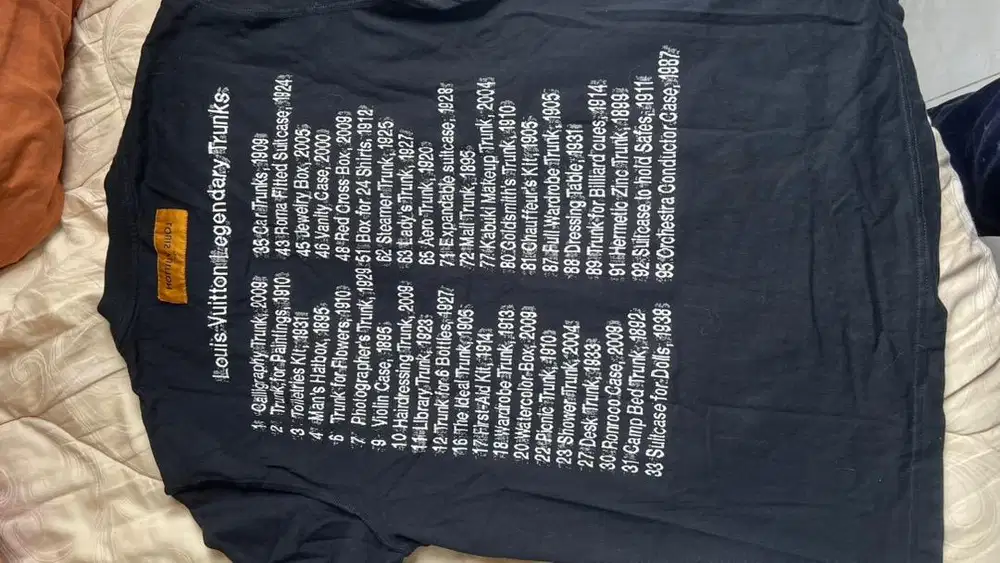 LOUIS VUITTON
Louis Vuitton Legendary Trunks
1 Calligraphy Trunk, 2009
2 Trunk for Paintings, 1910
3 Toiletries Kit, 1931
4 Man's Hatbox, 1895
6 Trunk for Flowers, 1910
7 Photographer's Trunk, 1929
9 Violin Case, 1895
10 Hairdressing Trunk, 2009
11 Library Trunk, 1923
12 Trunk for 6 Bottles, 1927
16 The Ideal Trunk, 1905
17 First-Aid Kit, 1914
18 Wardrobe Trunk, 1913
20 Watercolor Box, 2009
22 Picnic Trunk, 1910
23 Shower Trunk, 2004
27 Desk Trunk, 1933
30 Ronroco Case, 2009
31 Camp Bed Trunk, 1892
33 Suitcase for Dolls, 1938
35 Car Trunks, 1909
43 Roma Fitted Suitcase, 1924
45 Jewelry Box, 2005
46 Vanity Case, 2000
48 Red Cross Box, 2009
51 Box for 24 Shirts, 1912
62 Steamer Trunk, 1925
63 Lady's Trunk, 1927
65 Aero Trunk, 1920
71 Expandable suitcase, 1928
72 Mail Trunk, 1895
77 Kabuki Makeup Trunk, 2004
80 Goldsmith's Trunk, 1910
81 Chauffeur's Kit, 1905
87 Full Wardrobe Trunk, 1905
88 Dressing Table, 1931
89 Trunk for Billiard cues, 1914
91 Hermetic Zinc Trunk, 1899
92 Suitcase to hold Safes, 1911
95 Orchestra Conductor Case, 1987